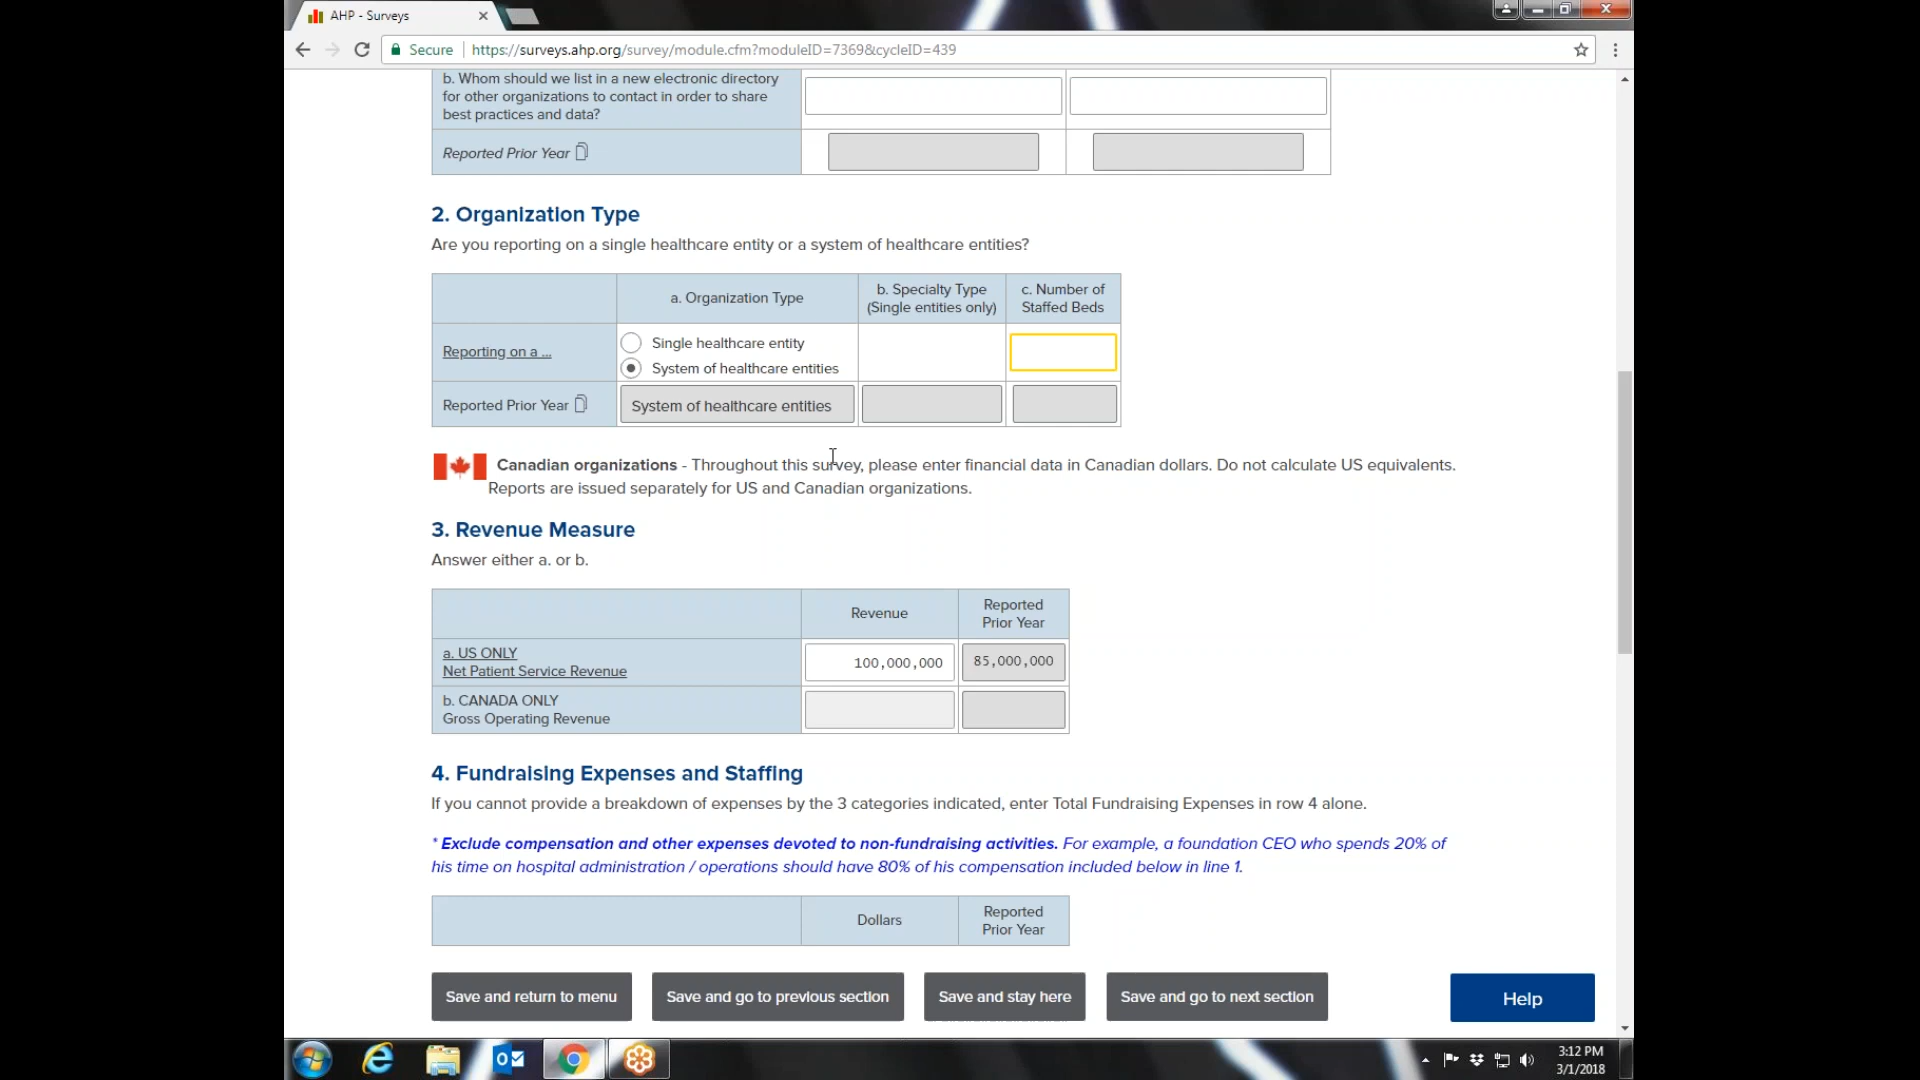 AHP - Surveys
Secure | https://surveys.ahp.org/survey/module.cfm?moduleID=7369&cycleID=439
b. Whom should we list in a new electronic directory
for other organizations to contact in order to share
best practices and data?
Reported Prior Year
2. Organization Type
Are you reporting on a single healthcare entity or a system of healthcare entities?
a. Organization Type
b. Specialty Type
(Single entities only)
c. Number of
Staffed Beds
Reporting on a ...
Single healthcare entity
System of healthcare entities
Reported Prior Year
System of healthcare entities
Canadian organizations - Throughout this survey, please enter financial data in Canadian dollars. Do not calculate US equivalents.
Reports are issued separately for US and Canadian organizations.
3. Revenue Measure
Answer either a. or b.
Revenue
Reported
Prior Year
a. US ONLY
Net Patient Service Revenue
100,000,000
85,000,000
b. CANADA ONLY
Gross Operating Revenue
4. Fundraising Expenses and Staffing
If you cannot provide a breakdown of expenses by the 3 categories indicated, enter Total Fundraising Expenses in row 4 alone.
* Exclude compensation and other expenses devoted to non-fundraising activities. For example, a foundation CEO who spends 20% of
his time on hospital administration / operations should have 80% of his compensation included below in line 1.
Dollars
Reported
Prior Year
Save and return to menu
Save and go to previous section
Save and stay here
Save and go to next section
Help
3:12 PM
3/1/2018